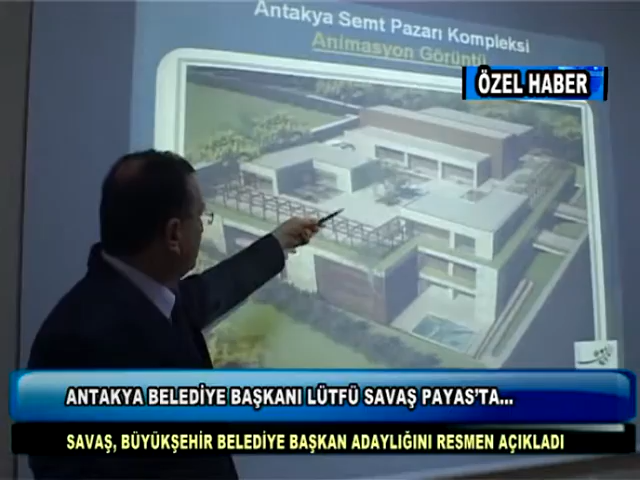 Antakya Semt Pazarı Kompleksi
Animasyon Görüntü
ÖZEL HABER
ANTAKYA BELEDİYE BAŞKANI LÜTFÜ SAVAŞ PAYAS'TA...
SAVAŞ, BÜYÜKŞEHİR BELEDİYE BAŞKAN ADAYLIĞINI RESMEN AÇIKLADI